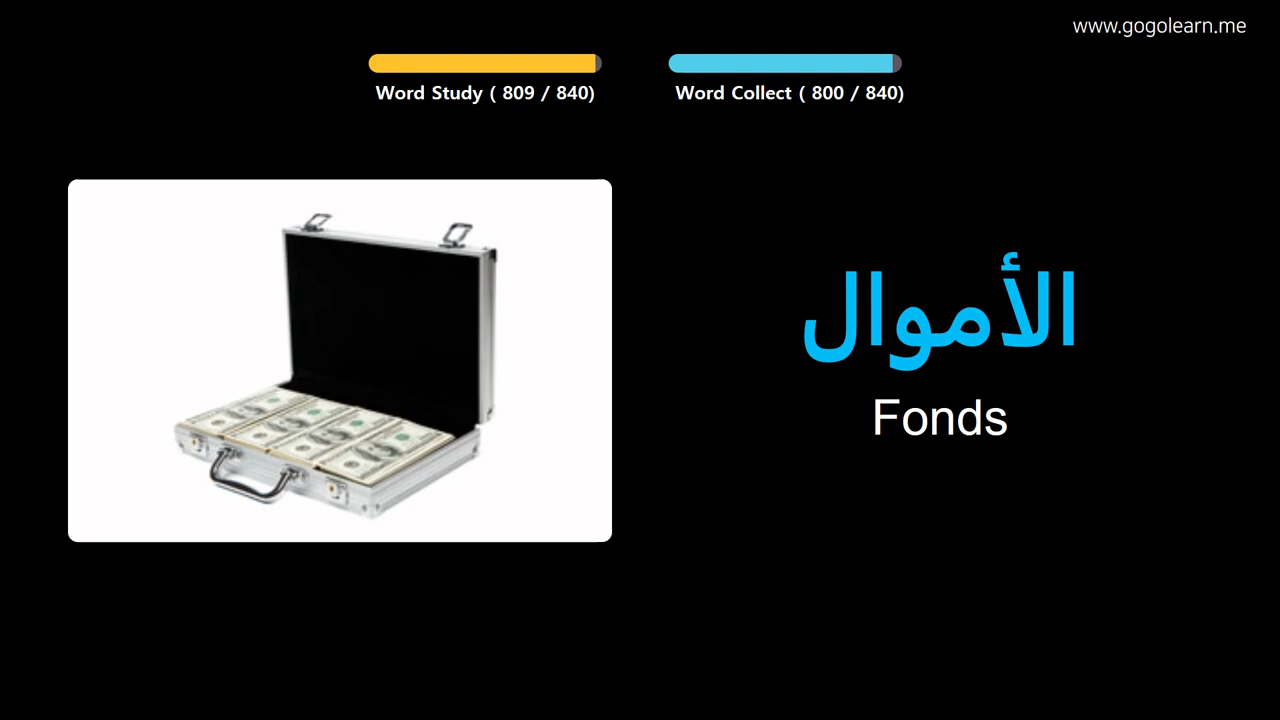 www.gogolearn.me
Word Study ( 809 / 840)
Word Collect ( 800 / 840)
الأموال
Fonds